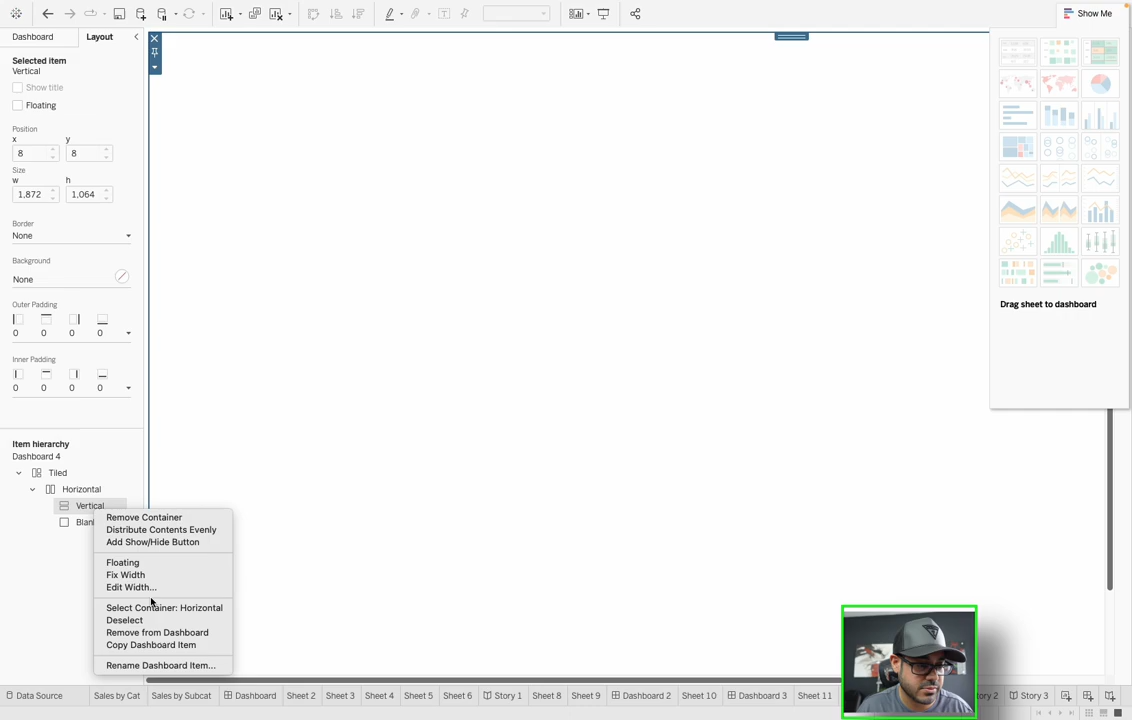 Show Me
Dashboard
Layout
Selected item
Vertical
Show title
Floating
Position
x
y
8
8
Size
w
h
1,872
1,064
Border
None
Background
None
Outer Padding
0
0
0
0
Inner Padding
0
0
0
0
Drag sheet to dashboard
Item hierarchy
Dashboard 4
Tiled
Horizontal
Vertical
Blan
Remove Container
Distribute Contents Evenly
Add Show/Hide Button
Floating
Fix Width
Edit Width...
Select Container: Horizontal
Deselect
Remove from Dashboard
Copy Dashboard Item
Rename Dashboard Item...
Data Source
Sales by Cat
Sales by Subcat
Dashboard
Sheet 2
Sheet 3
Sheet 4
Sheet 5
Sheet 6
Story 1
Sheet 8
Sheet 9
Dashboard 2
Sheet 10
Dashboard 3
Sheet 11
tory 2
Story 3